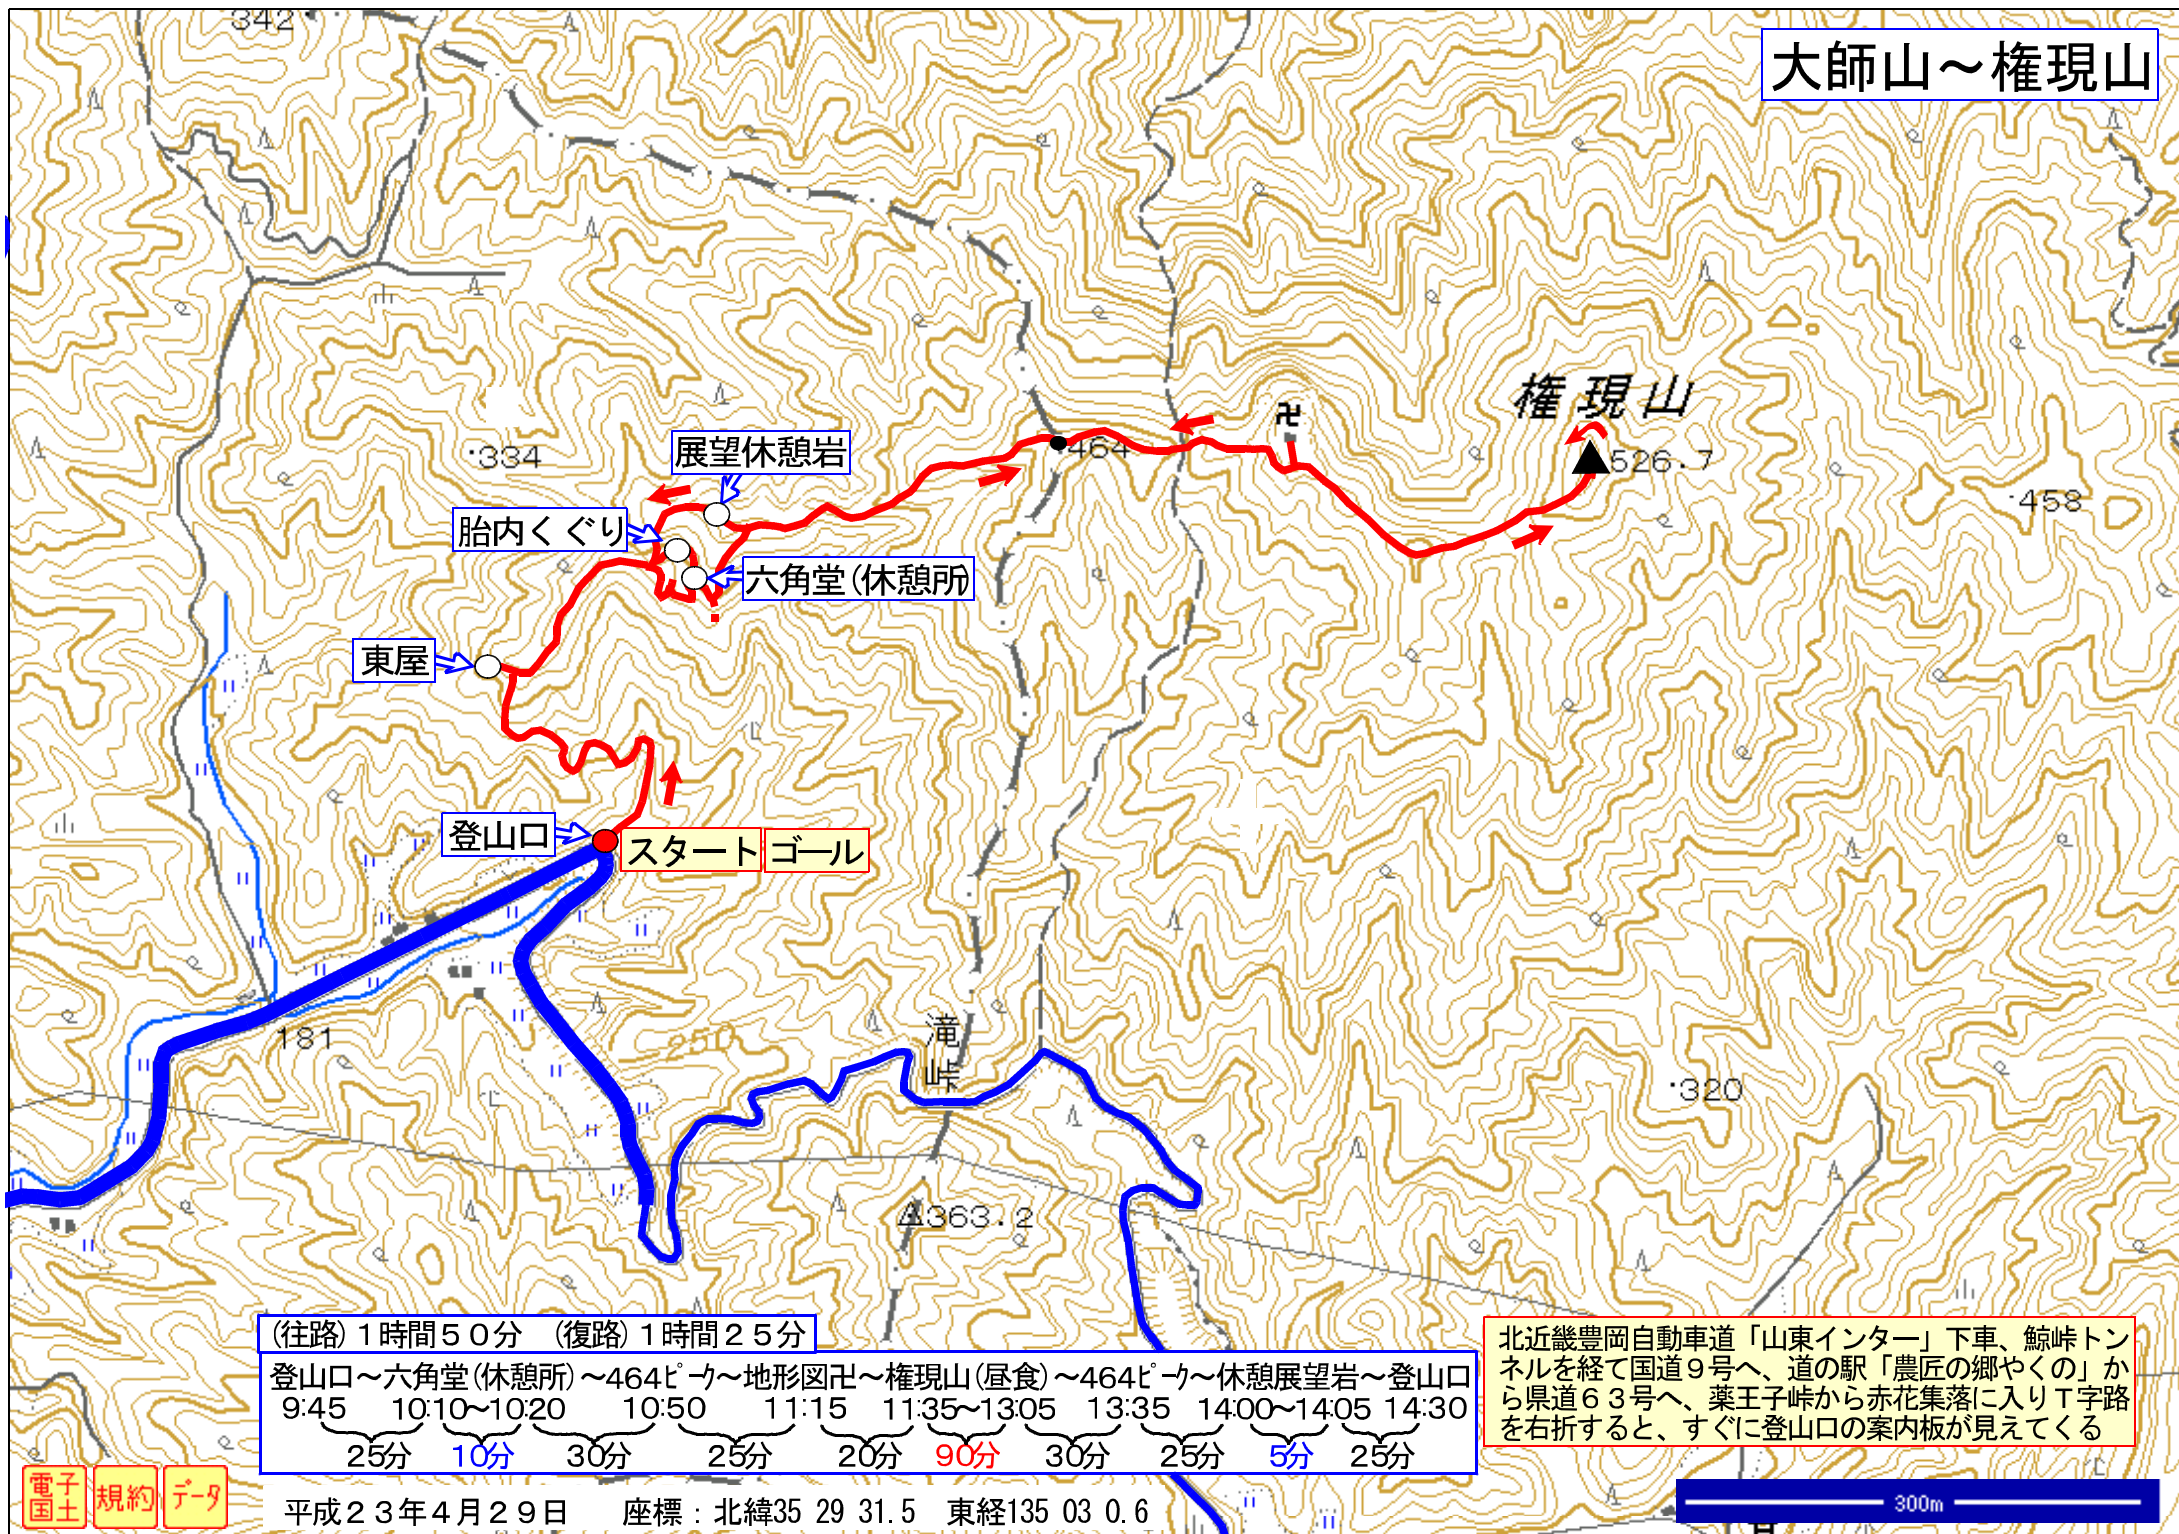 342
大師山～権現山
権現山
卍
464
526.7
・334
・458
展望休憩岩
胎内くぐり
六角堂(休憩所)
東屋
登山口
スタート
ゴール
181
250
滝峠
・320
363.2
(往路)1時間50分　(復路)1時間25分
登山口～六角堂(休憩所)～464ﾋﾟｰｸ～地形図卍～権現山(昼食)～464ﾋﾟｰｸ～休憩展望岩～登山口
9:45 10:10～10:20 10:50 11:15 11:35～13:05 13:35 14:00～14:05 14:30
25分 10分 30分 25分 20分 90分 30分 25分 5分 25分
北近畿豊岡自動車道「山東インター」下車、鯨峠トン
ネルを経て国道9号へ、道の駅「農匠の郷やくの」か
ら県道63号へ、薬王子峠から赤花集落に入りT字路
を右折すると、すぐに登山口の案内板が見えてくる
電子
国土
規約
ﾃﾞｰﾀ
平成23年4月29日　座標：北緯35 29 31.5　東経135 03 0.6
300m